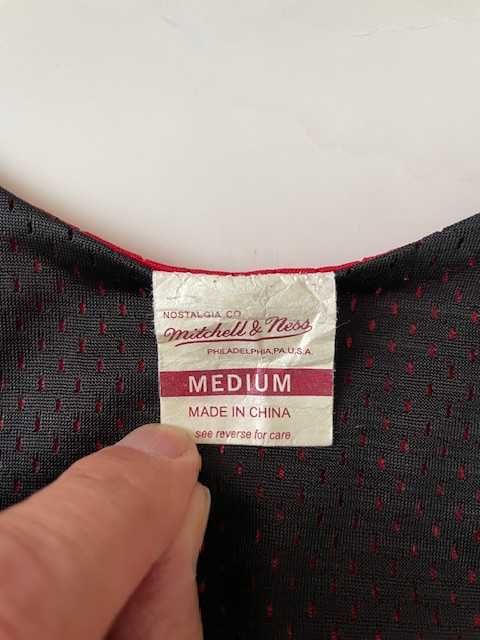 NOSTALGIA CO.
Mitchell & Ness
PHILADELPHIA, PA. U.S.A.
MEDIUM
MADE IN CHINA
see reverse for care